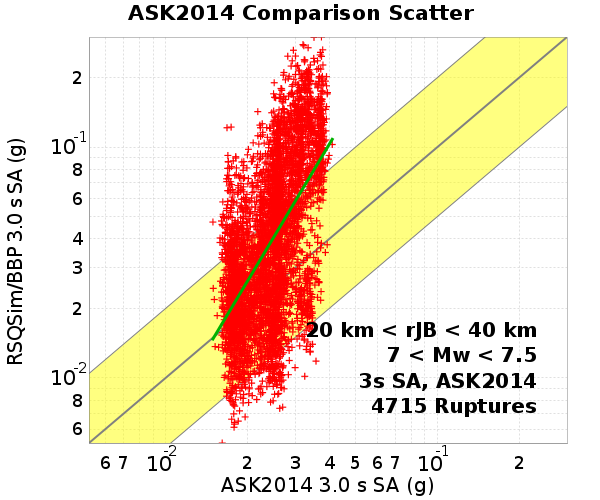 ASK2014 Comparison Scatter
RSQSim/BBP 3.0 s SA (g)
2
10^-1
8
6
4
3
2
10^-2
8
6
20 km < rJB < 40 km
7 < Mw < 7.5
3s SA, ASK2014
4715 Ruptures
6 7 10^-2 2 3 4 5 6 7 10^-1 2
ASK2014 3.0 s SA (g)